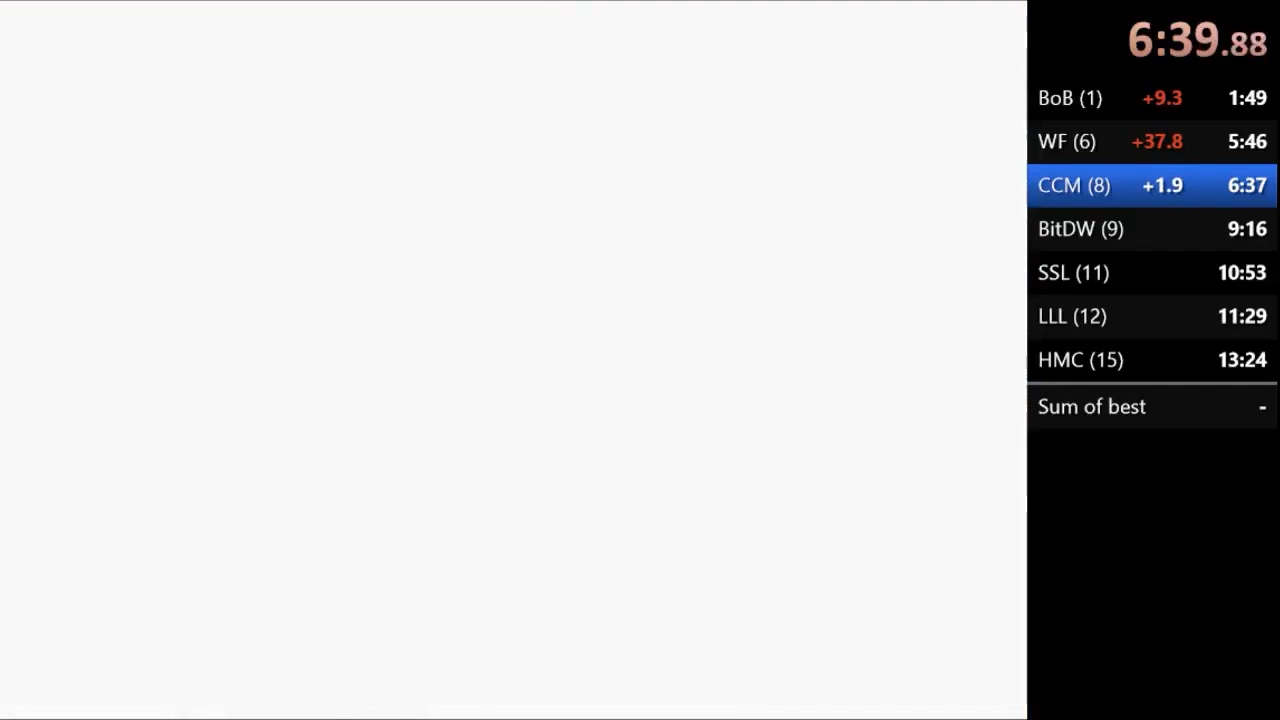 6:39.88
BoB (1) +9.3 1:49
WF (6) +37.8 5:46
CCM (8) +1.9 6:37
BitDW (9) 9:16
SSL (11) 10:53
LLL (12) 11:29
HMC (15) 13:24
Sum of best -